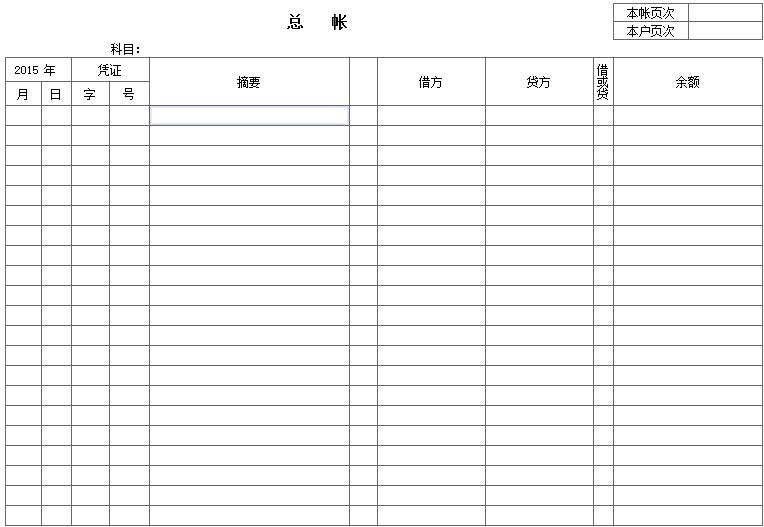 总 帐
本帐页次
本户页次
科目：
2015 年 凭证 摘要 借方 贷方 借或贷 余额
月 日 字 号